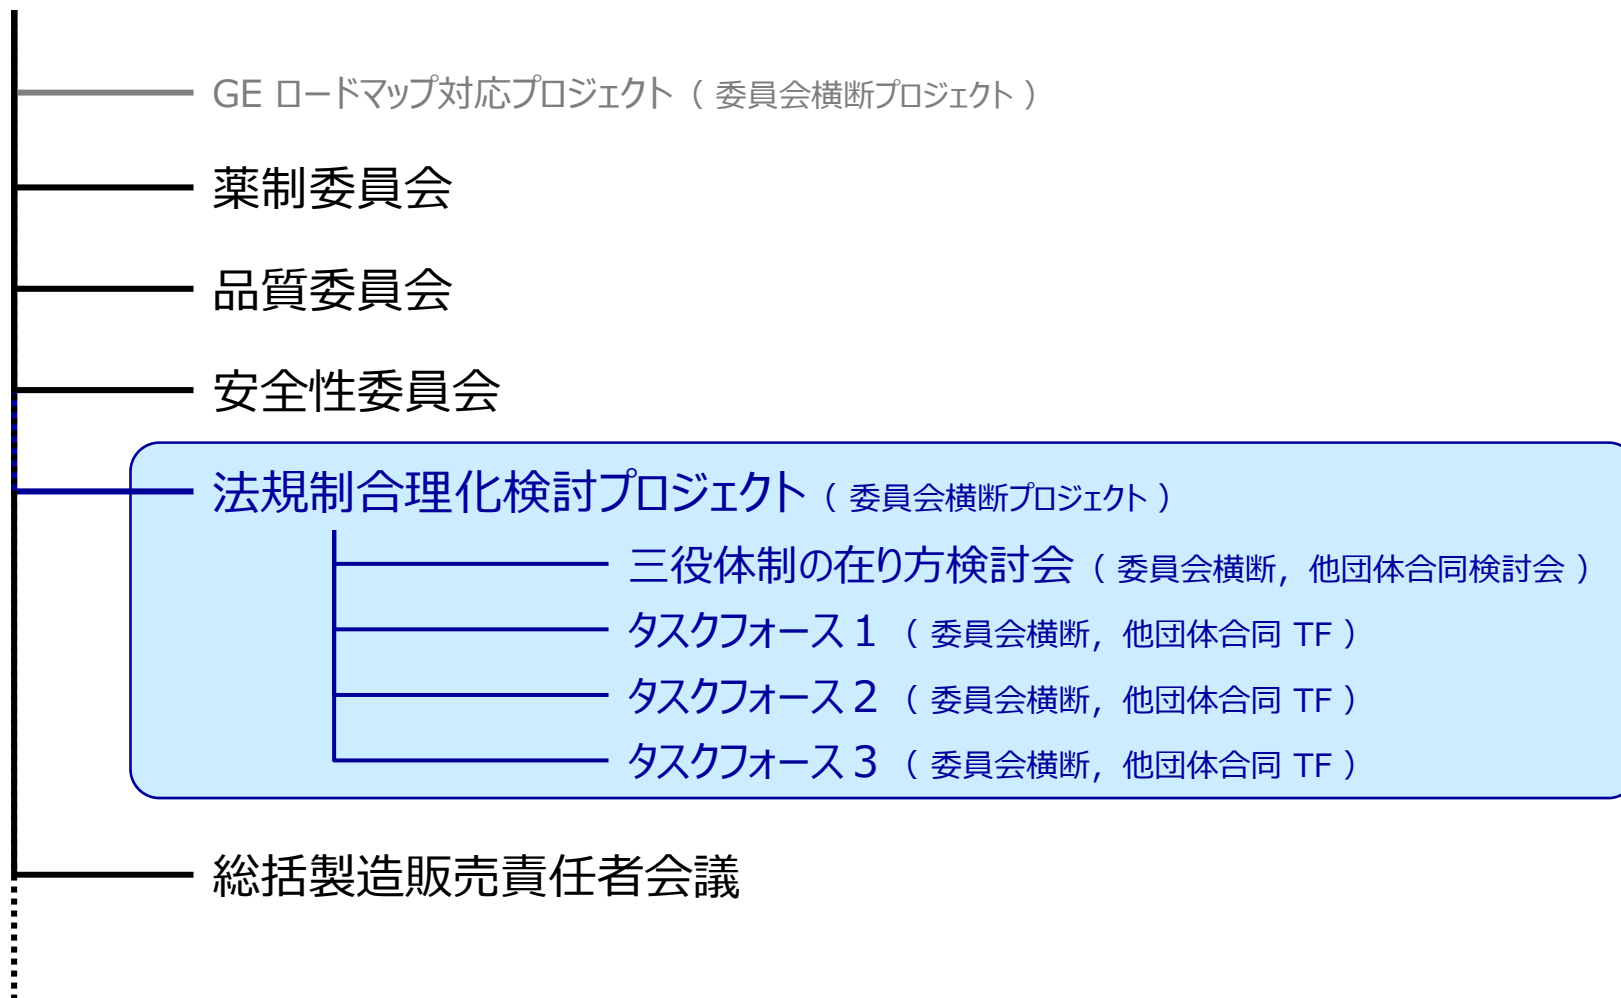 GE ロードマップ対応プロジェクト（ 委員会横断プロジェクト ）
薬制委員会
品質委員会
安全性委員会
法規制合理化検討プロジェクト（ 委員会横断プロジェクト ）
三役体制の在り方検討会（ 委員会横断，他団体合同検討会 ）
タスクフォース１（ 委員会横断，他団体合同 TF ）
タスクフォース２（ 委員会横断，他団体合同 TF ）
タスクフォース３（ 委員会横断，他団体合同 TF ）
総括製造販売責任者会議